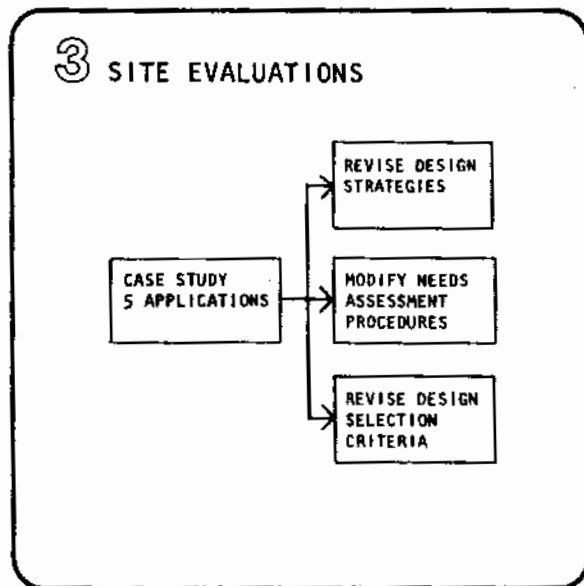 3 SITE EVALUATIONS
REVISE DESIGN
STRATEGIES
CASE STUDY
5 APPLICATIONS
MODIFY NEEDS
ASSESSMENT
PROCEDURES
REVISE DESIGN
SELECTION
CRITERIA